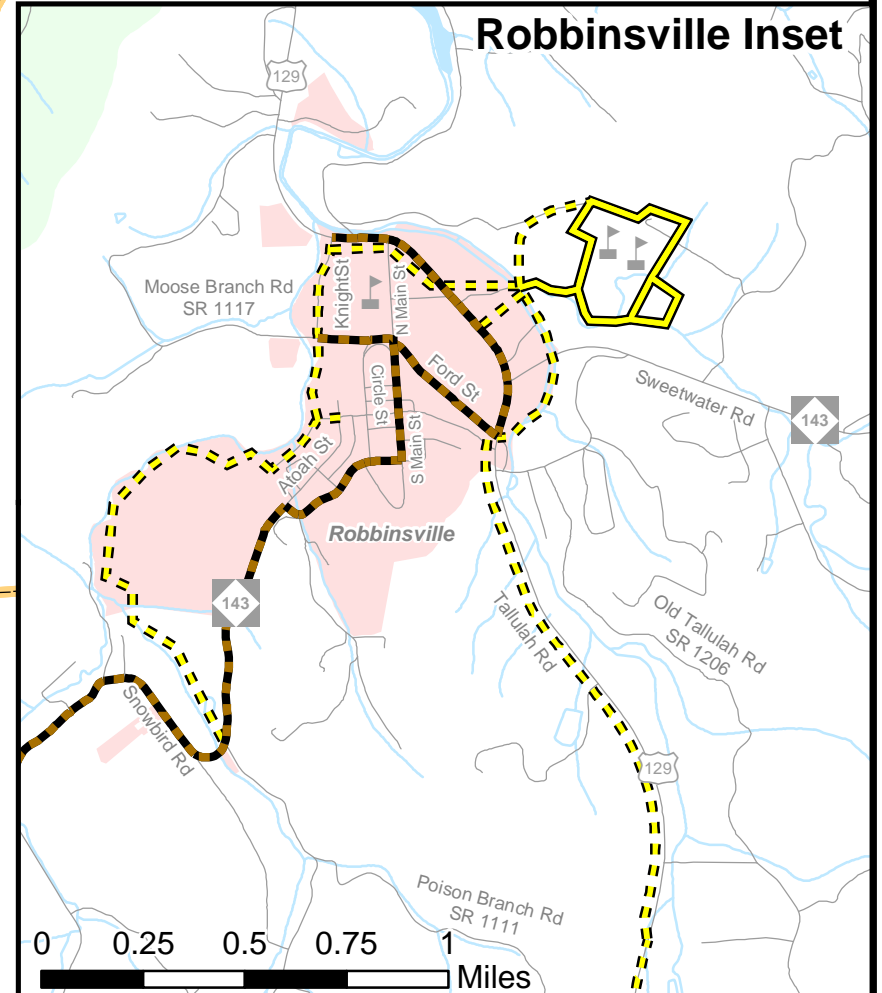 Robbinsville Inset
129
Moose Branch Rd
SR 1117
KnightSt
N Main St
Circle St
Ford St
S Main St
Sweetwater Rd
143
Atoah St
Robbinsville
143
Tallulah Rd
Old Tallulah Rd
SR 1206
Snowbird Rd
129
Poison Branch Rd
SR 1111
0 0.25 0.5 0.75 1
Miles